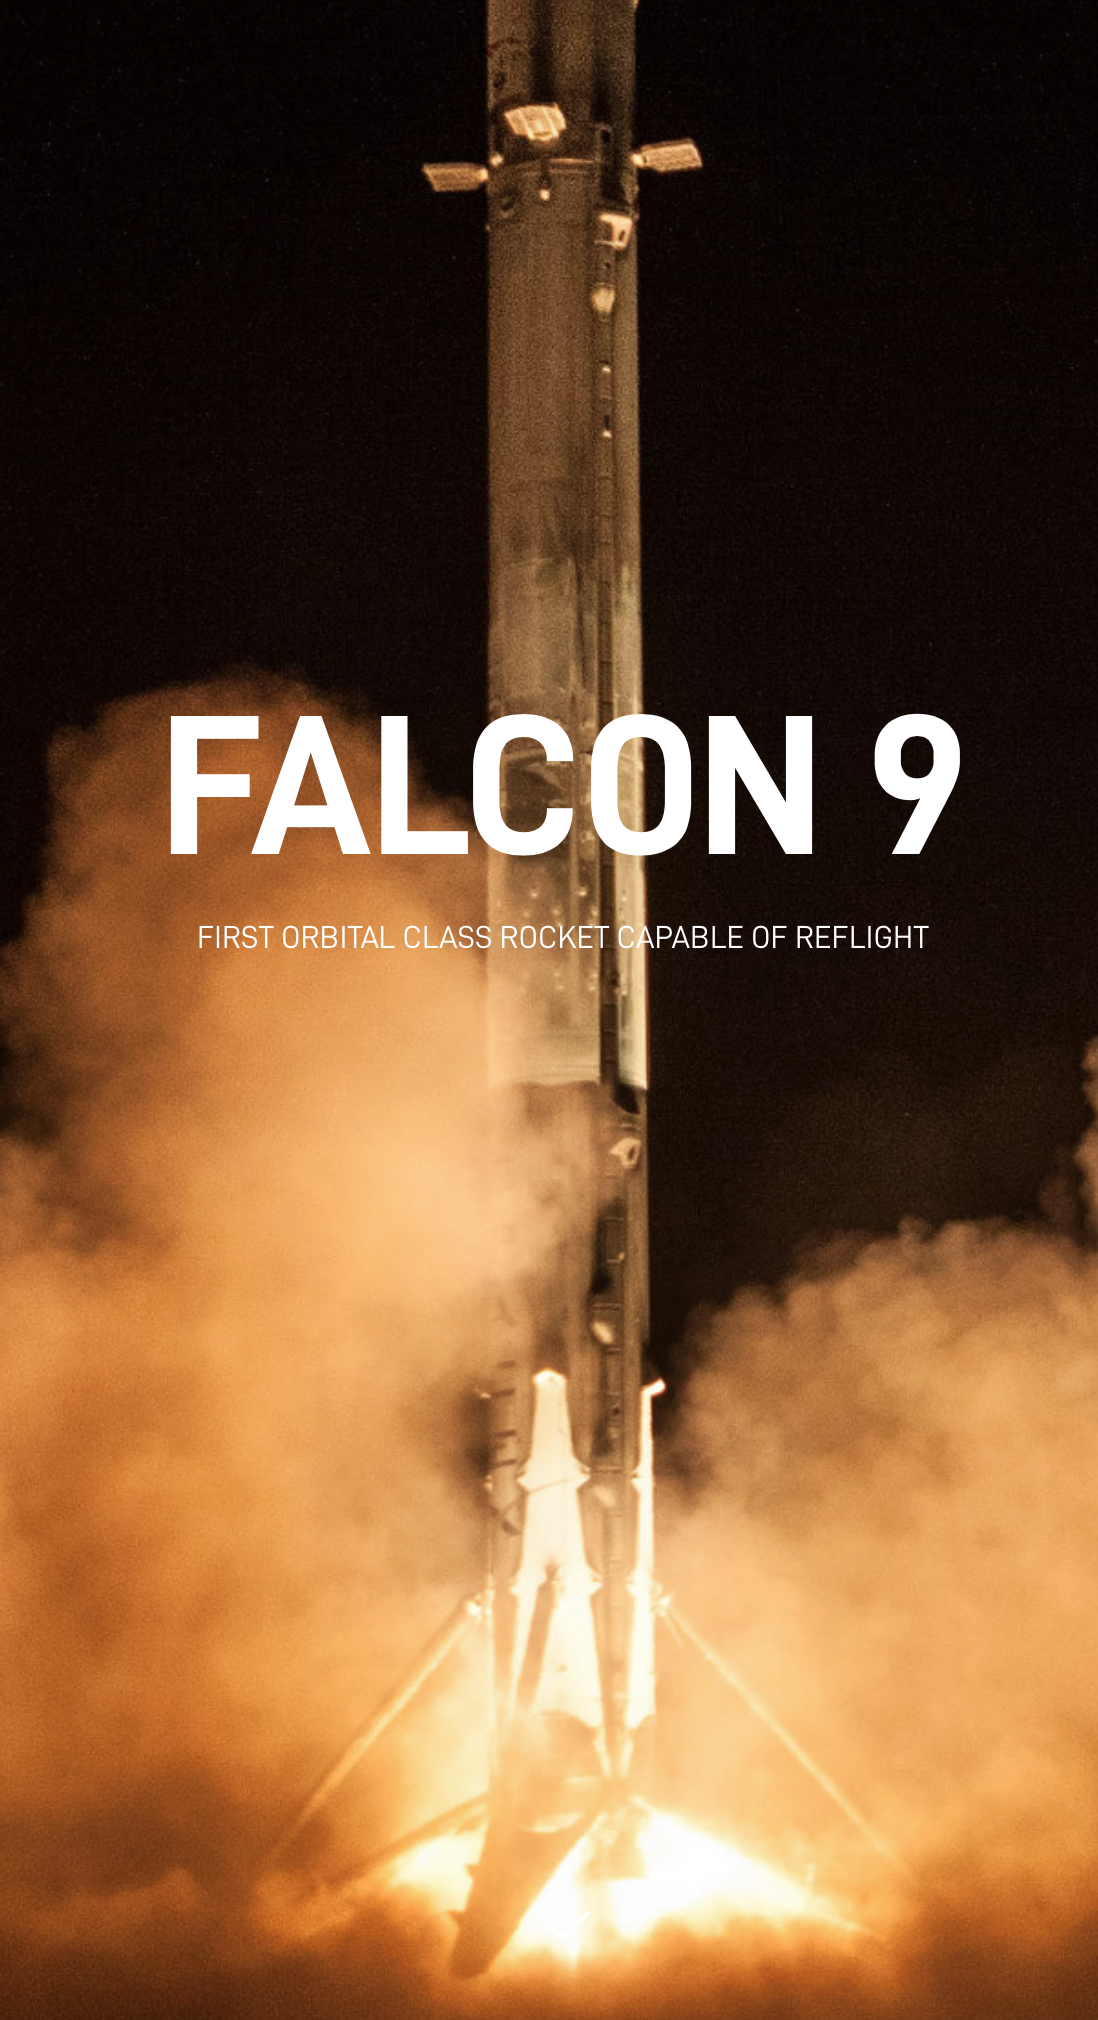 FALCON 9
FIRST ORBITAL CLASS ROCKET CAPABLE OF REFLIGHT